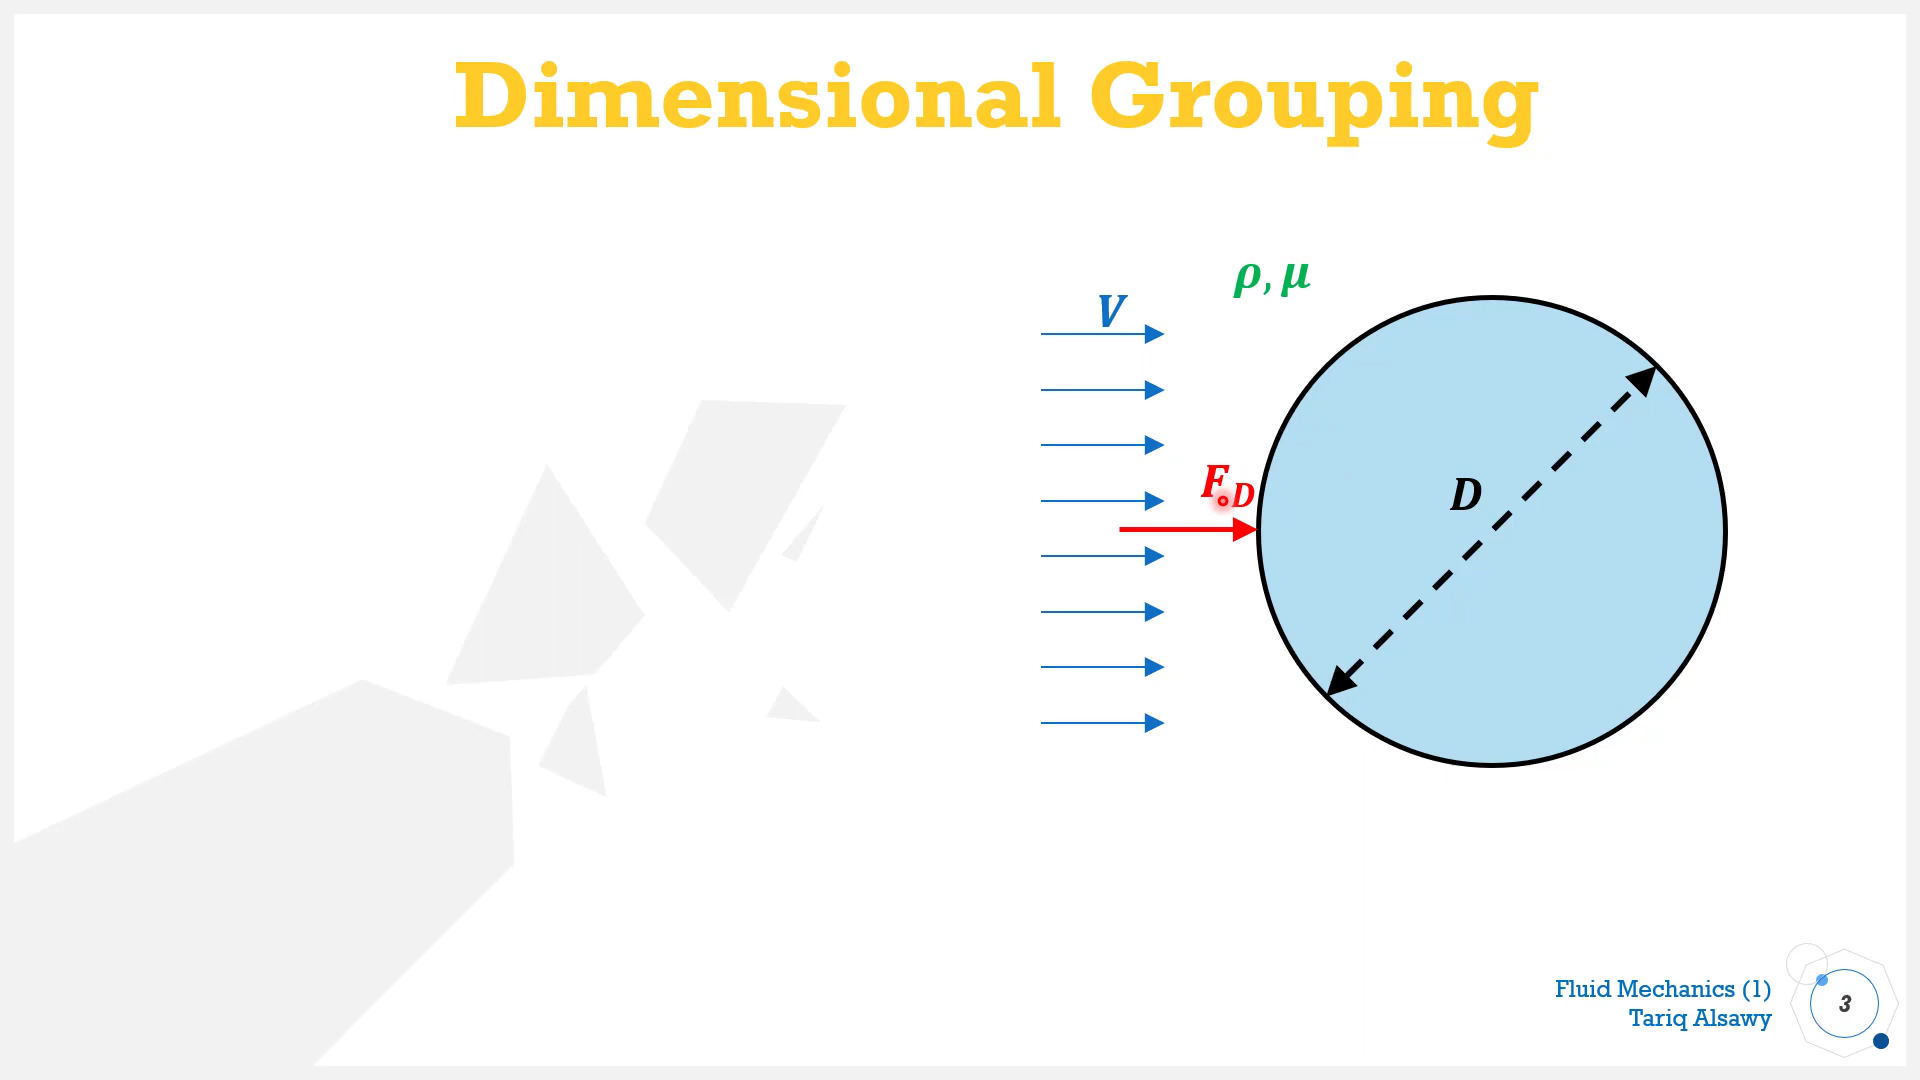 Dimensional Grouping
ρ, μ
V
F_D
D
Fluid Mechanics (1)
Tariq Alsawy
3